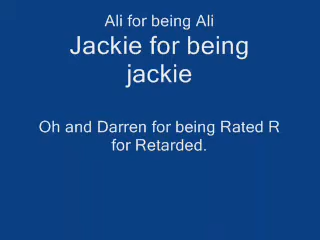 Ali for being Ali
Jackie for being
jackie
Oh and Darren for being Rated R
for Retarded.